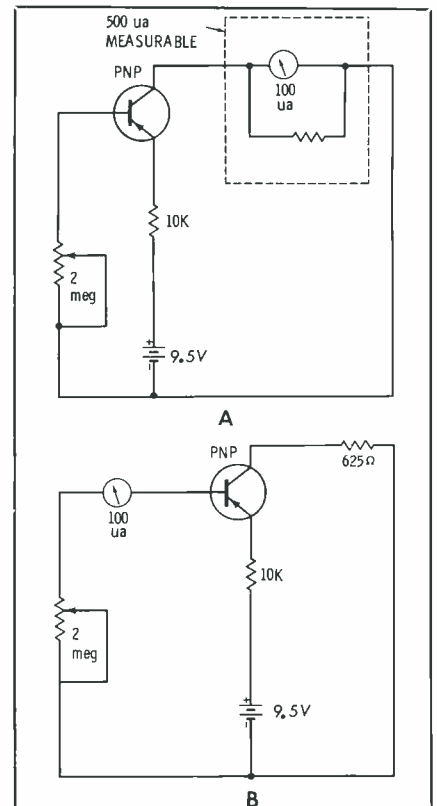 500 ua
MEASURABLE
PNP
100
ua
10K
2
meg
+
-
9.5V
A
PNP
625Ω
100
ua
10K
2
meg
+
-
9.5V
B